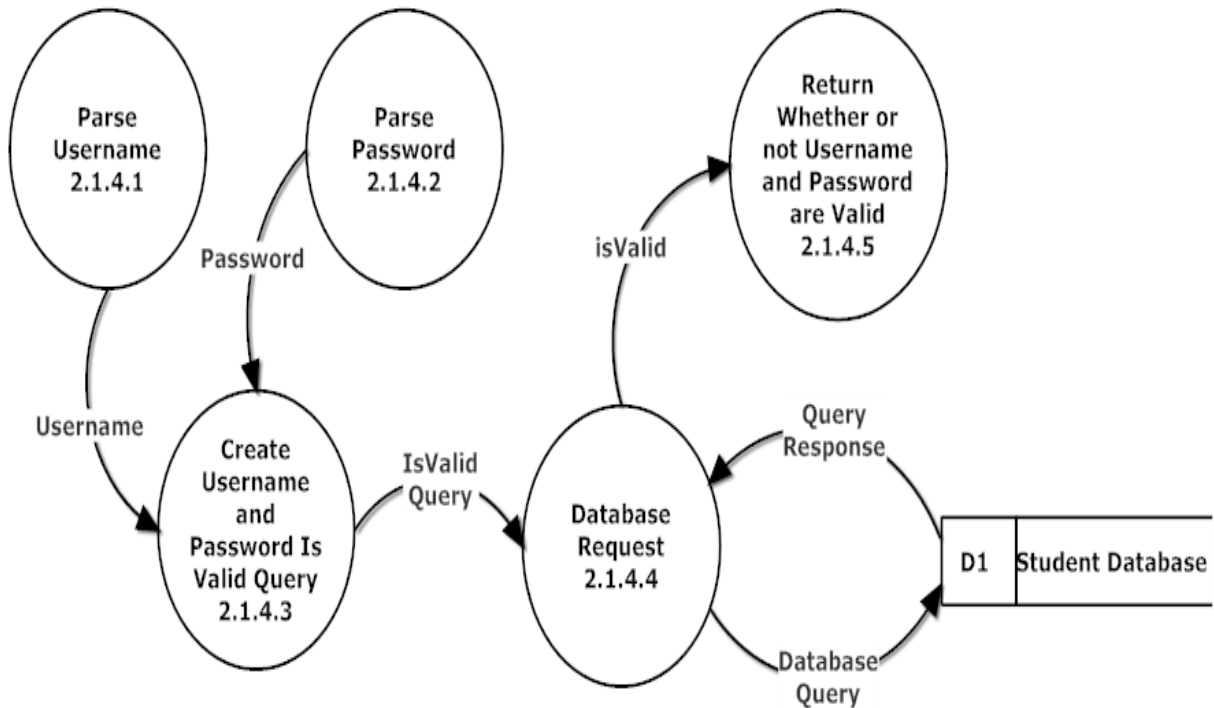 Parse
Username
2.1.4.1
Parse
Password
2.1.4.2
Return
Whether or
not Username
and Password
are Valid
2.1.4.5
Password
isValid
Username
Create
Username
and
Password Is
Valid Query
2.1.4.3
IsValid
Query
Database
Request
2.1.4.4
Query
Response
D1
Student Database
Database
Query